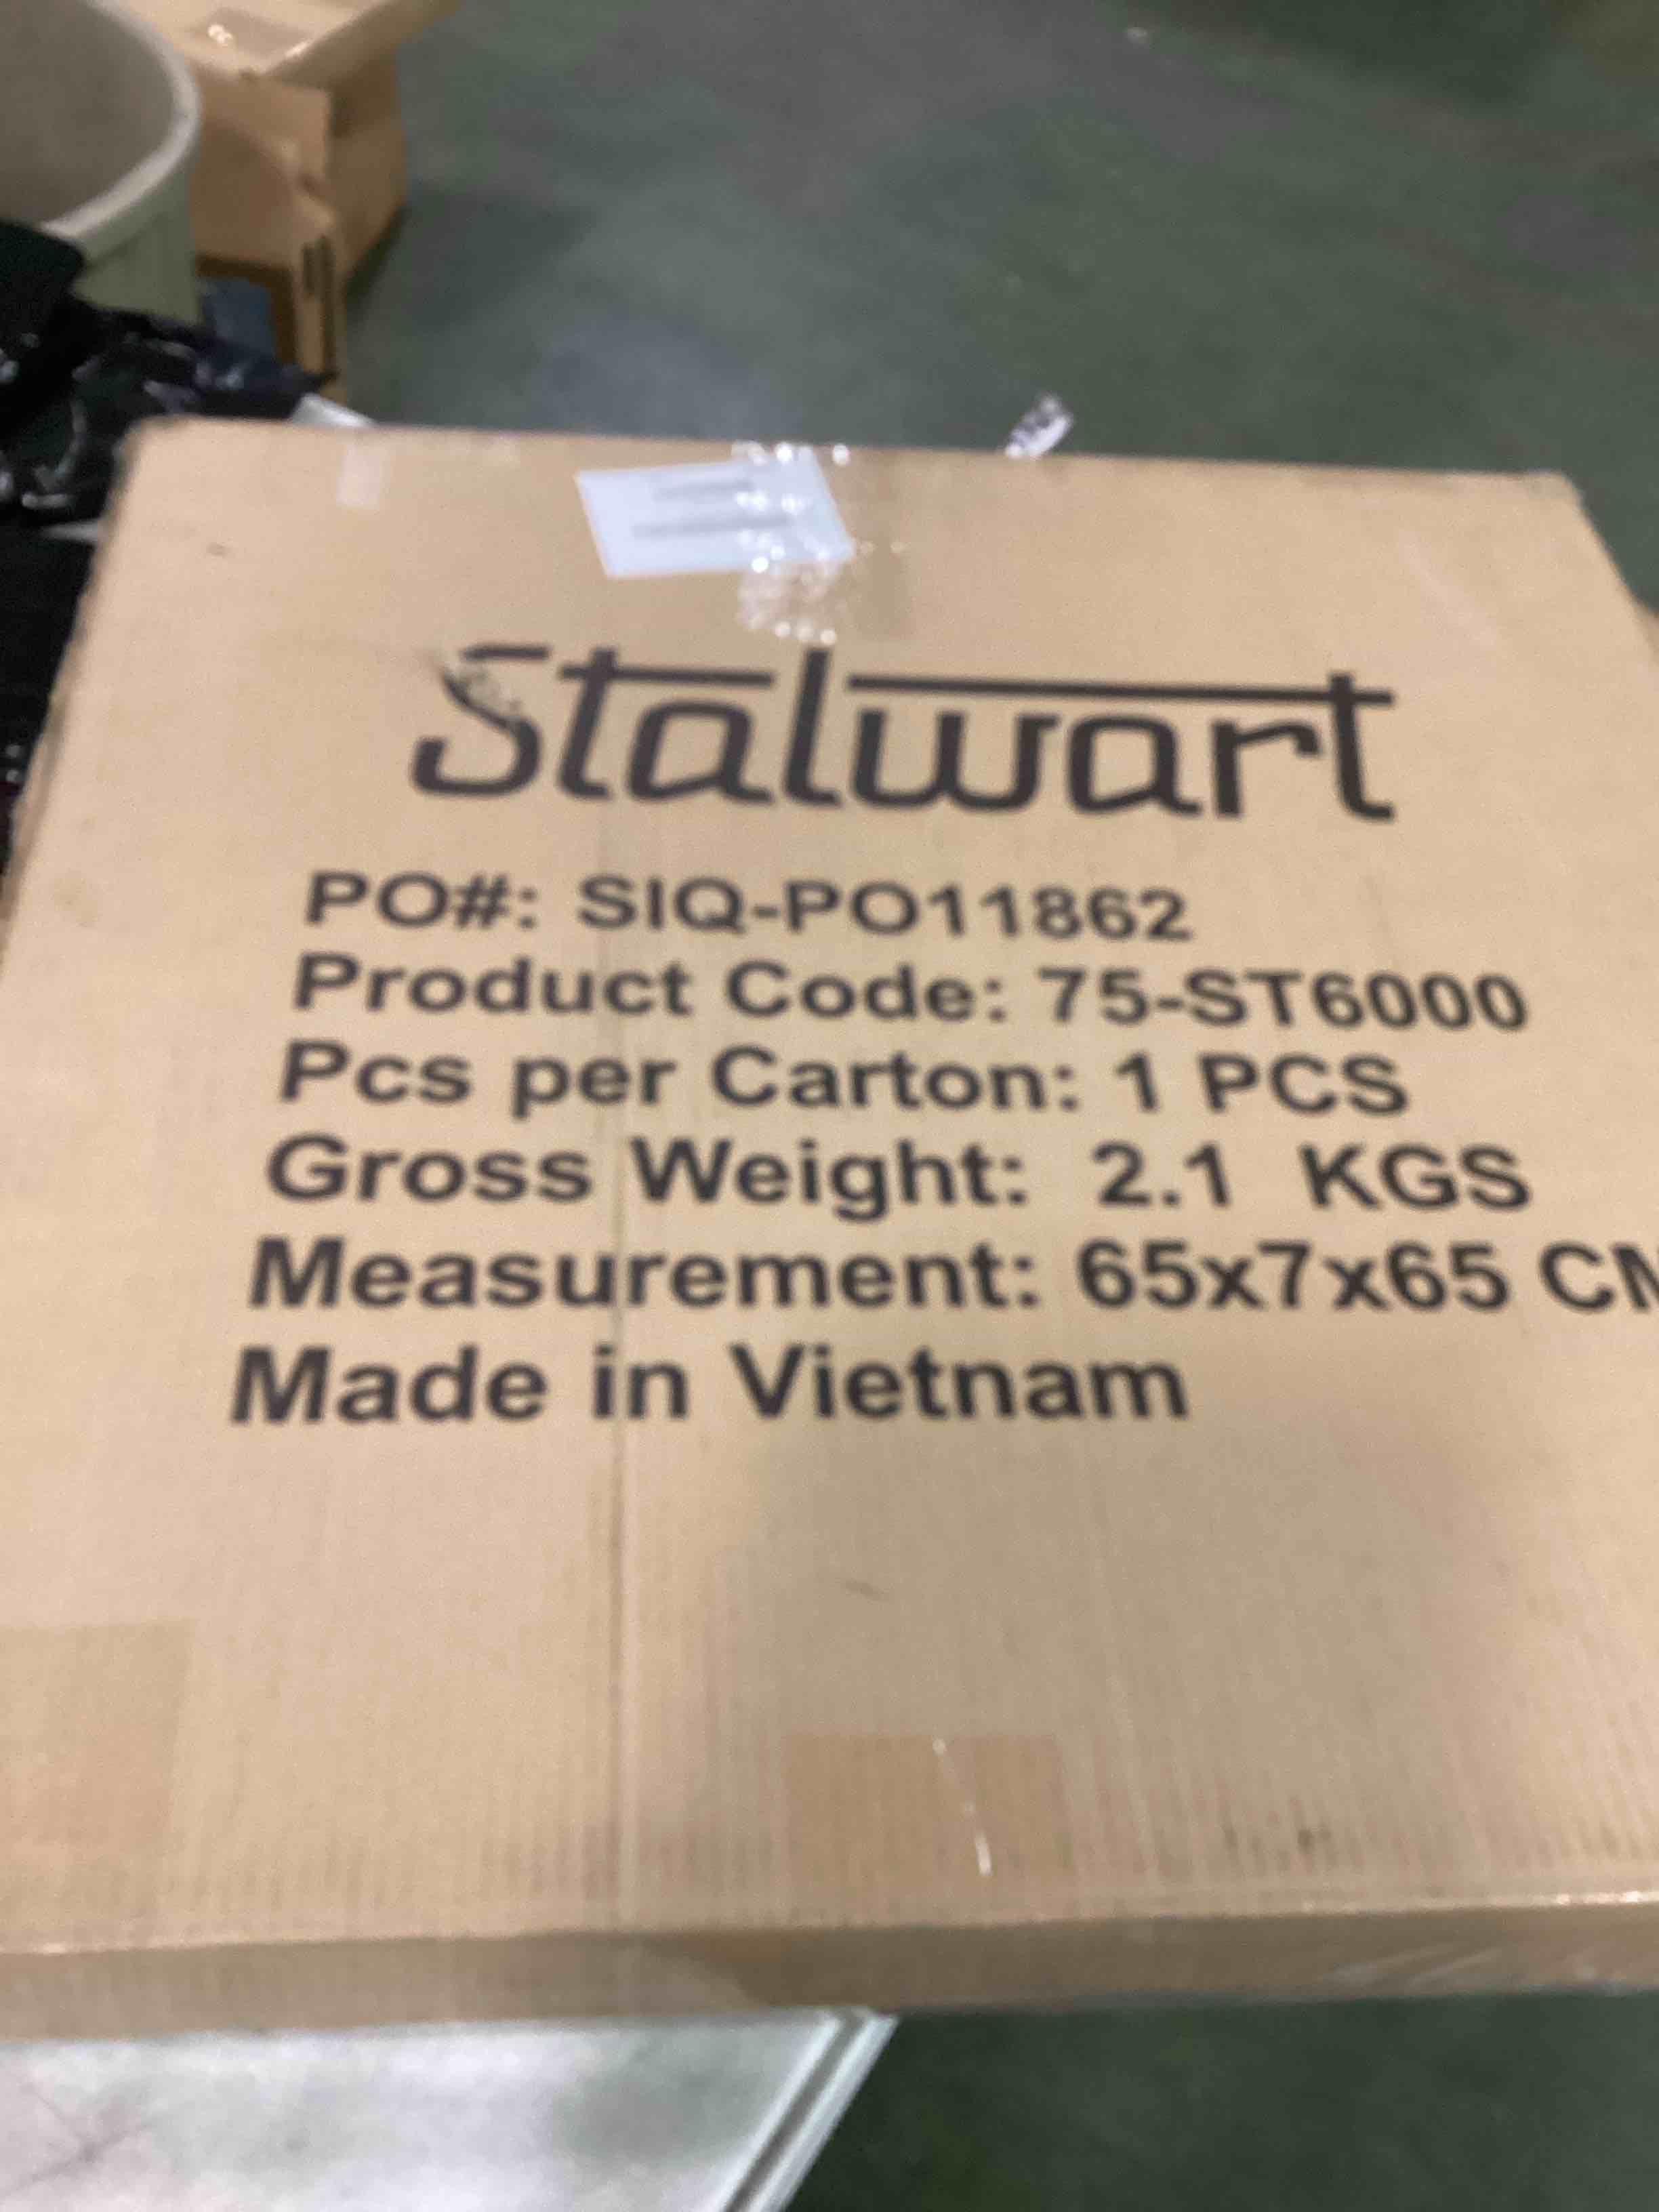 Stalwart
PO#: SIQ-PO11862
Product Code: 75-ST6000
Pcs per Carton: 1 PCS
Gross Weight: 2.1 KGS
Measurement: 65x7x65 CM
Made in Vietnam